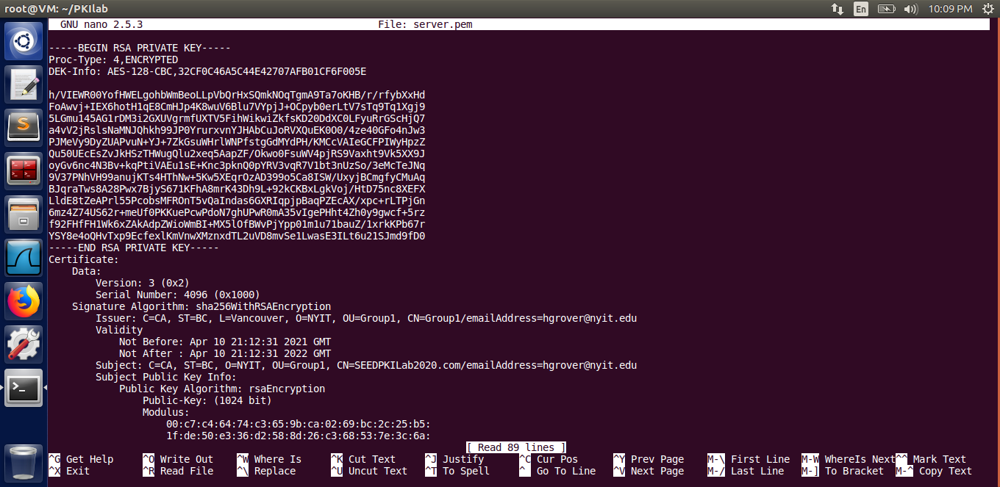 root@VM: ~/PKIlab
En
10:09 PM
GNU nano 2.5.3 File: server.pem
-----BEGIN RSA PRIVATE KEY-----
Proc-Type: 4,ENCRYPTED
DEK-Info: AES-128-CBC,32CF0C46A5C44E42707AFB01CF6F005E
h/VIEWR00YofHWELgohbWmBeoLLpVbQrHxSQmkNOqTgmA9Ta7oKHB/r/rfybXxHd
FoAwvj+IEX6hotH1qE8CmHJp4K8wuV6Blu7VYpjJ+OCpyb0erLtV7sTq9Tq1Xgj9
5LGmu145AG1rDM3i2GXUVgrmfUXTV5FihWikwiZkfsKD20DdXC0LFyuRrGScHjQ7
a4vV2jRslsNaMNJQhkh99JP0YrurxvnYJHAbCuJoRVXQuEK0O0/4ze40GFo4nJw3
PJMeVy9DyZUAPvuN+YJ+7ZkGsuWHrlWNPfstgGdMYdPH/KMCcVAIeGCFPIWyHpzZ
Qu50UEcEsZvJkHSzTHWugQlu2xeq5AapZF/Okwo0FsuWV4pjRS9Vaxht9Vk5XX9J
oyGv6nc4N3Bv+kqPtiVAEu1sE+Knc3pknQ0pYRV3vqR7V1bt3nUzSo/3eMcTeJNq
9V37PNhVH99anujKTs4HThNw+5Kw5XEqrOzAD399o5Ca8ISW/UxyjBCmgfyCMuAq
BJqraTws8A28Pwx7BjyS671KFhA8mrK43Dh9L+92kCKBxLgkVoj/HtD75nc8XEFX
LldE8tZeAPrl55PcobsMFROnT5vQaIndas6GXRIqpjpBaqPZEcAX/xpc+rLTPjGn
6mz4Z74US62r+meUf0PKKuePcwPdoN7ghUPwR0mA35vIgePHht4Zh0y9gwcf+5rz
f92FHfFH1Wk6xZAkAdpZWioWmBI+MX5lOfBWvPjYpp01m1u71bauZ/1xrkKPb67r
YSY8e4oQHvTxp9EcfexlKmVnwXMznxdTL2uVD8mvSe1LwasE3ILt6u21SJmd9fD0
-----END RSA PRIVATE KEY-----
Certificate:
Data:
Version: 3 (0x2)
Serial Number: 4096 (0x1000)
Signature Algorithm: sha256WithRSAEncryption
Issuer: C=CA, ST=BC, L=Vancouver, O=NYIT, OU=Group1, CN=Group1/emailAddress=hgrover@nyit.edu
Validity
Not Before: Apr 10 21:12:31 2021 GMT
Not After : Apr 10 21:12:31 2022 GMT
Subject: C=CA, ST=BC, O=NYIT, OU=Group1, CN=SEEDPKILab2020.com/emailAddress=hgrover@nyit.edu
Subject Public Key Info:
Public Key Algorithm: rsaEncryption
Public-Key: (1024 bit)
Modulus:
00:c7:c4:64:74:c3:65:9b:ca:02:69:bc:2c:25:b5:
1f:de:50:e3:36:d2:58:8d:26:c3:68:53:7e:3c:6a:
[ Read 89 lines ]
^G Get Help ^O Write Out ^W Where Is ^K Cut Text ^J Justify ^C Cur Pos ^Y Prev Page M-\ First Line M-W WhereIs Next ^^ Mark Text
^X Exit ^R Read File ^\ Replace ^U Uncut Text ^T To Spell ^_ Go To Line ^V Next Page M-/ Last Line M-] To Bracket M-^ Copy Text